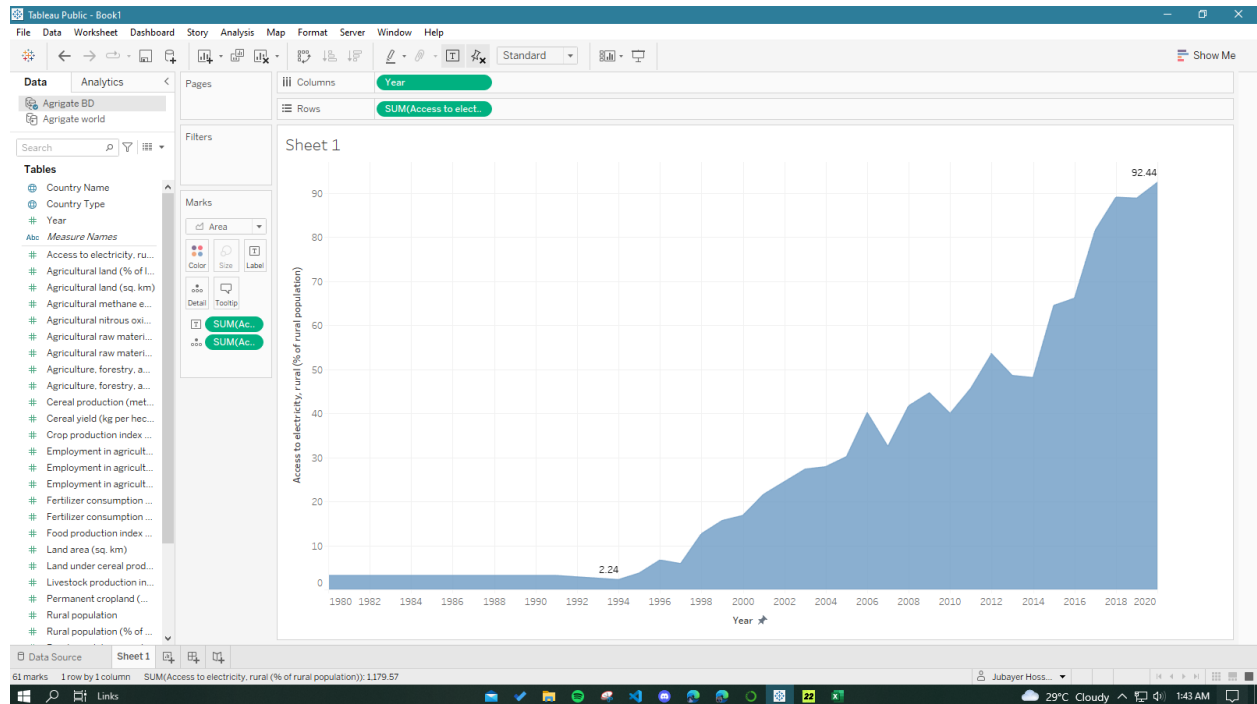 Tableau Public - Book1
File Data Worksheet Dashboard Story Analysis Map Format Server Window Help
Standard
Show Me
Data Analytics
Agrigate BD
Agrigate world
Search
Tables
Country Name
Country Type
# Year
Abc Measure Names
# Access to electricity, ru...
# Agricultural land (% of l...
# Agricultural land (sq. km)
# Agricultural methane e...
# Agricultural nitrous oxi...
# Agricultural raw materi...
# Agricultural raw materi...
# Agriculture, forestry, a...
# Agriculture, forestry, a...
# Cereal production (met...
# Cereal yield (kg per hec...
# Crop production index ...
# Employment in agricult...
# Employment in agricult...
# Employment in agricult...
# Fertilizer consumption ...
# Fertilizer consumption ...
# Food production index ...
# Land area (sq. km)
# Land under cereal prod...
# Livestock production in...
# Permanent cropland (...
# Rural population
# Rural population (% of ...
Pages
Filters
Marks
Area
Color Size Label
Detail Tooltip
SUM(Ac..
SUM(Ac..
Columns Year
Rows SUM(Access to elect..
Sheet 1
92.44
90
80
70
60
50
40
30
20
10
0
2.24
Access to electricity, rural (% of rural population)
1980 1982 1984 1986 1988 1990 1992 1994 1996 1998 2000 2002 2004 2006 2008 2010 2012 2014 2016 2018 2020
Year
Data Source Sheet 1
61 marks 1 row by 1 column SUM(Access to electricity, rural (% of rural population)): 1,179.57
Jubayer Hoss...
Links
22
29°C Cloudy
1:43 AM